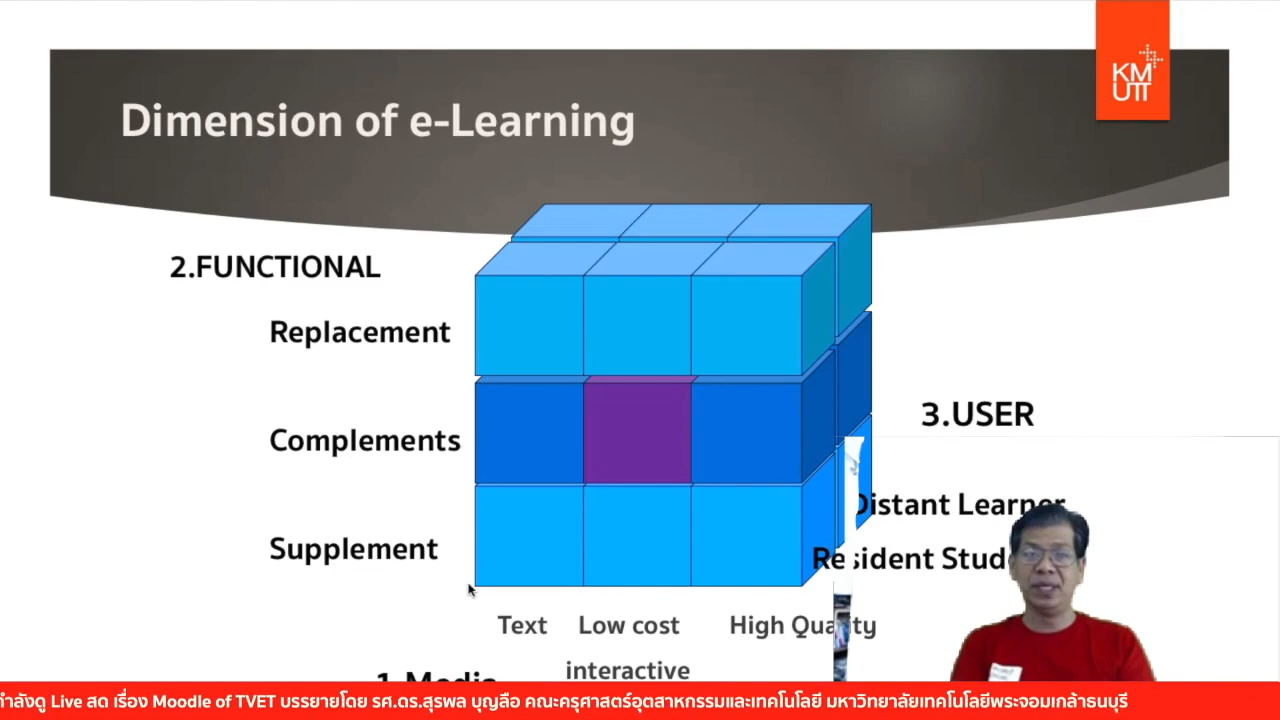 KM
UTT
Dimension of e-Learning
2.FUNCTIONAL
Replacement
Complements
Supplement
3.USER
Distant Learner
Resident Stud
Text
Low cost
interactive
High Quality
1.Media
กำลังดู Live สด เรื่อง Moodle of TVET บรรยายโดย รศ.ดร.สุรพล บุญลือ คณะครุศาสตร์อุตสาหกรรมและเทคโนโลยี มหาวิทยาลัยเทคโนโลยีพระจอมเกล้าธนบุรี